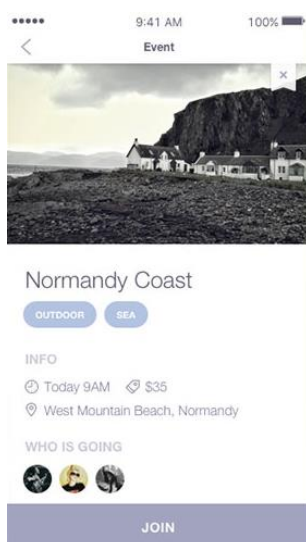 9:41 AM 100%
Event
Normandy Coast
OUTDOOR SEA
INFO
Today 9AM $35
West Mountain Beach, Normandy
WHO IS GOING
JOIN